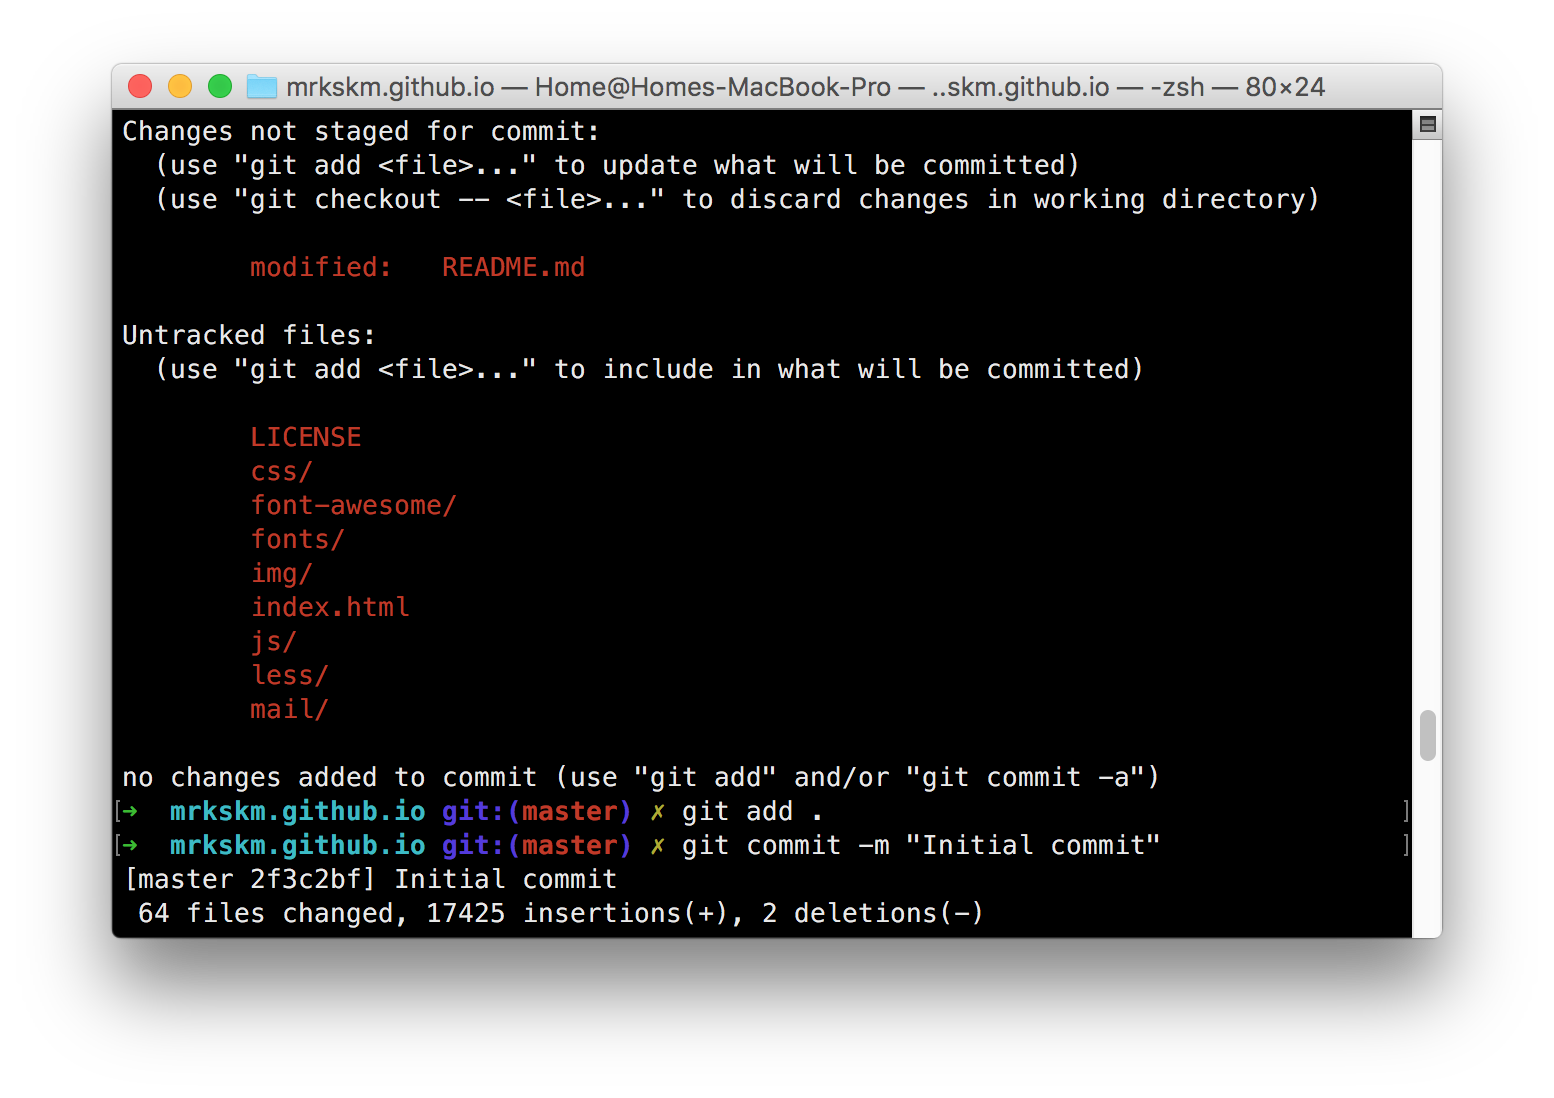 mrkskm.github.io — Home@Homes-MacBook-Pro — ..skm.github.io — -zsh — 80×24
Changes not staged for commit:
  (use "git add <file>..." to update what will be committed)
  (use "git checkout -- <file>..." to discard changes in working directory)
        modified:   README.md
Untracked files:
  (use "git add <file>..." to include in what will be committed)
        LICENSE
        css/
        font-awesome/
        fonts/
        img/
        index.html
        js/
        less/
        mail/
no changes added to commit (use "git add" and/or "git commit -a")
[➜  mrkskm.github.io git:(master) ✗ git add .                                   ]
[➜  mrkskm.github.io git:(master) ✗ git commit -m "Initial commit"              ]
[master 2f3c2bf] Initial commit
 64 files changed, 17425 insertions(+), 2 deletions(-)